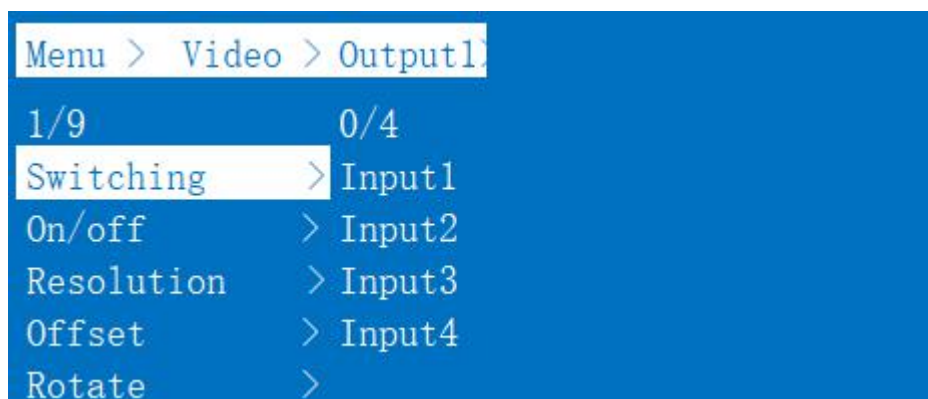 Menu > Video > Output1>
1/9 0/4
Switching > Input1
On/off > Input2
Resolution > Input3
Offset > Input4
Rotate >